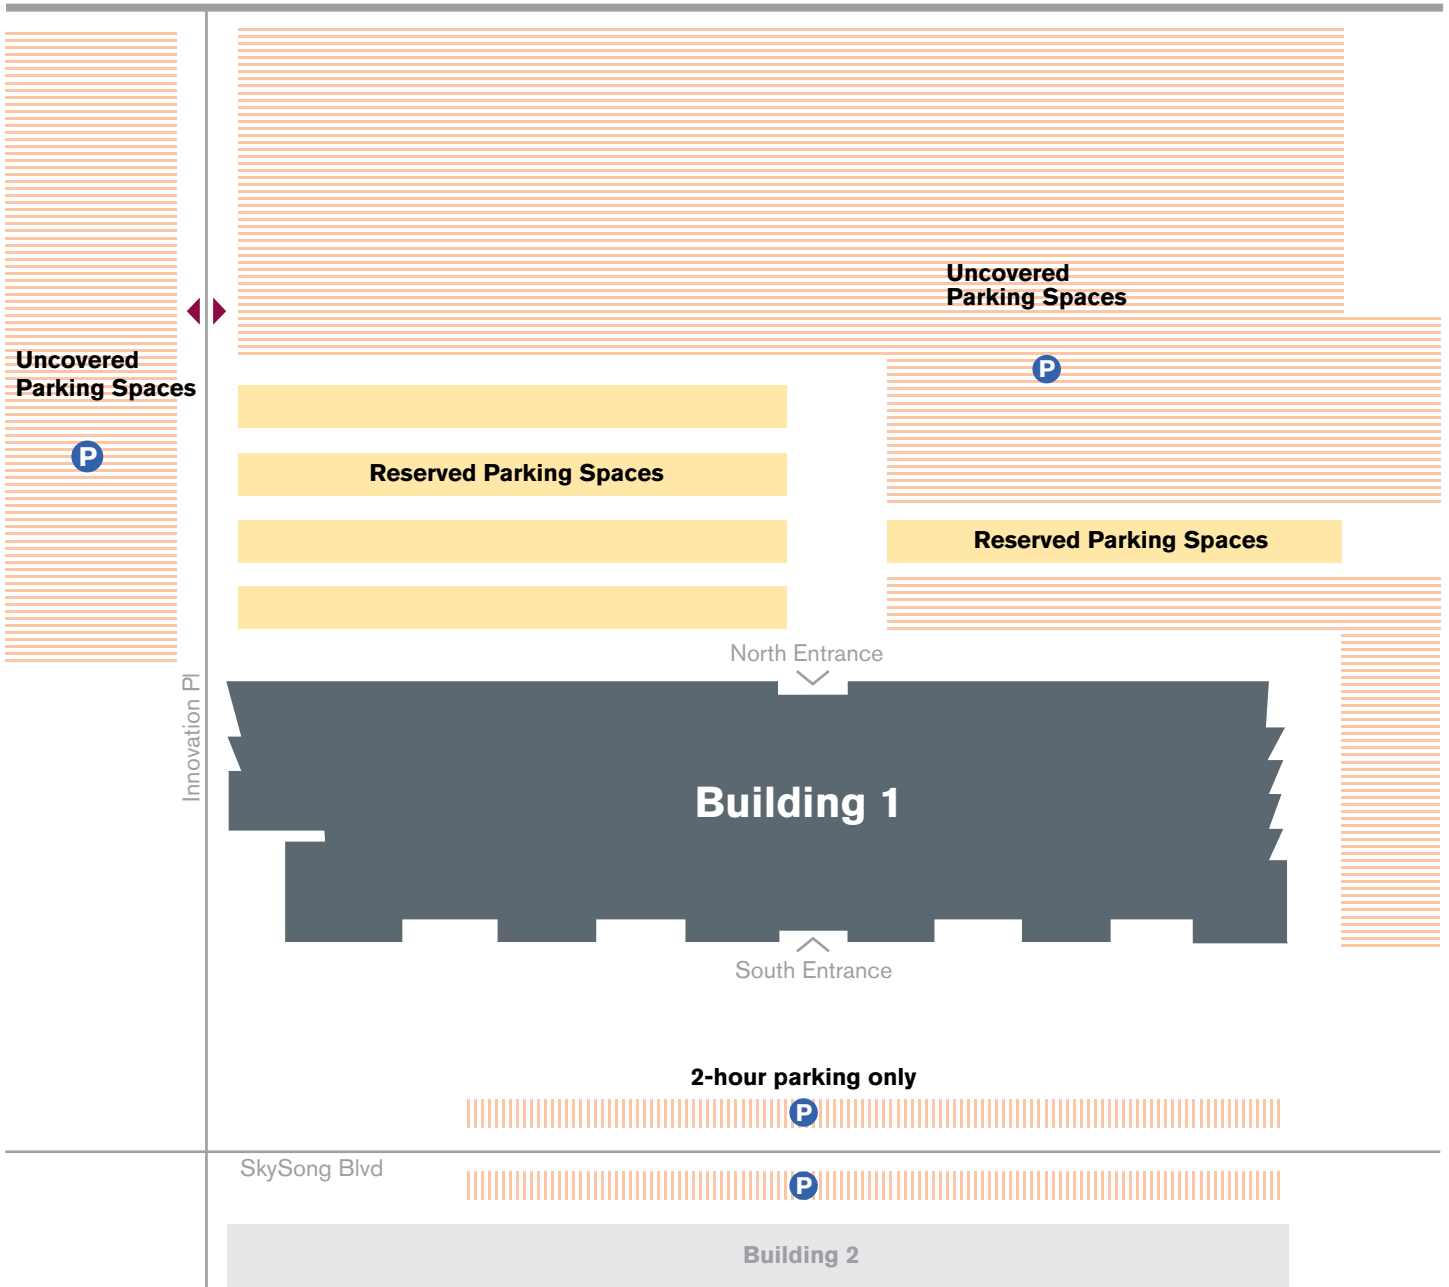 Uncovered
Parking Spaces
P
Uncovered
Parking Spaces
P
Reserved Parking Spaces
Reserved Parking Spaces
North Entrance
Innovation Pl
Building 1
South Entrance
2-hour parking only
P
SkySong Blvd
P
Building 2